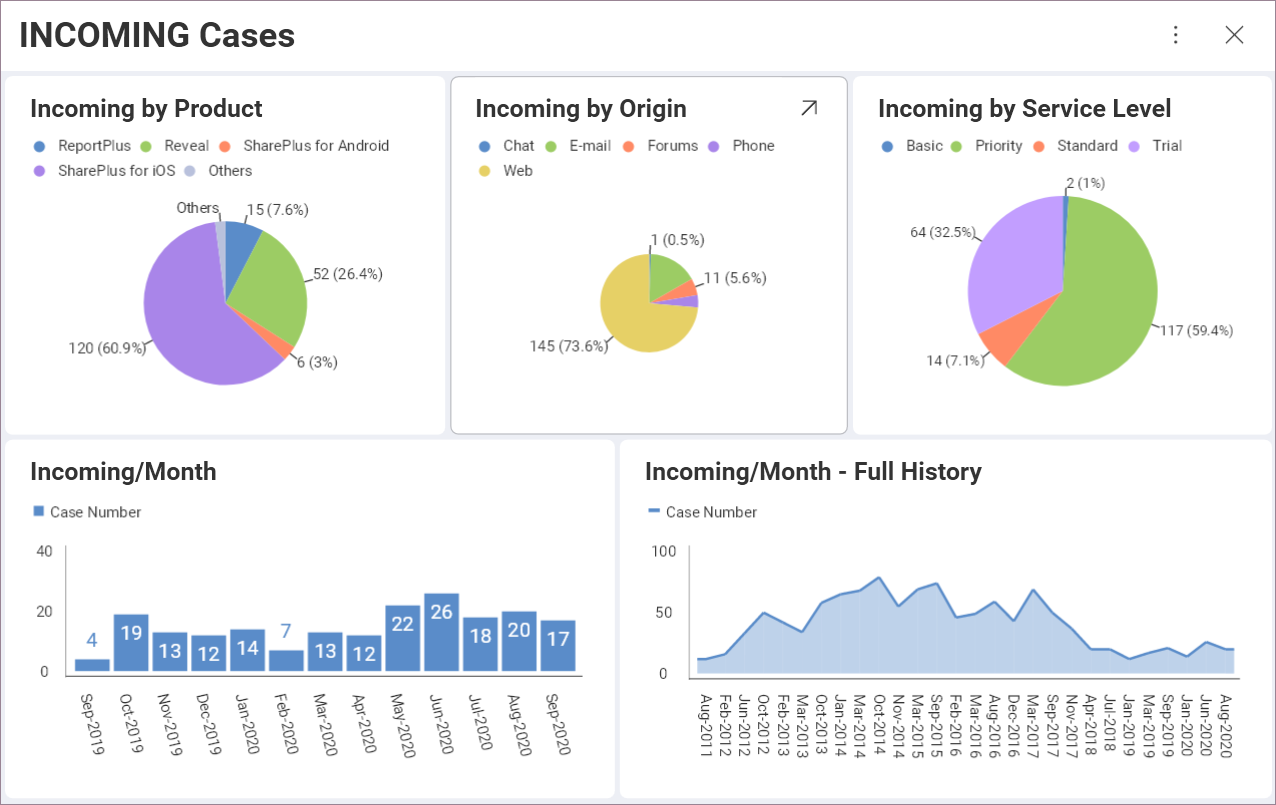 INCOMING Cases
Incoming by Product
ReportPlus Reveal SharePlus for Android
SharePlus for iOS Others
Others
15 (7.6%)
52 (26.4%)
120 (60.9%)
6 (3%)
Incoming by Origin
Chat E-mail Forums Phone
Web
1 (0.5%)
11 (5.6%)
145 (73.6%)
Incoming by Service Level
Basic Priority Standard Trial
2 (1%)
64 (32.5%)
117 (59.4%)
14 (7.1%)
Incoming/Month
Case Number
40
20
0
4 19 13 12 14 7 13 12 22 26 18 20 17
Sep-2019 Oct-2019 Nov-2019 Dec-2019 Jan-2020 Feb-2020 Mar-2020 Apr-2020 May-2020 Jun-2020 Jul-2020 Aug-2020 Sep-2020
Incoming/Month - Full History
Case Number
100
50
0
Aug-2011 Feb-2012 Jun-2012 Oct-2012 Feb-2013 Mar-2013 Oct-2013 Jan-2014 Mar-2014 Oct-2014 Nov-2014 Mar-2015 Sep-2015 Feb-2016 Mar-2016 Aug-2016 Dec-2016 Mar-2017 Sep-2017 Nov-2017 Apr-2018 Jul-2018 Jan-2019 Mar-2019 Sep-2019 Jan-2020 Jun-2020 Aug-2020